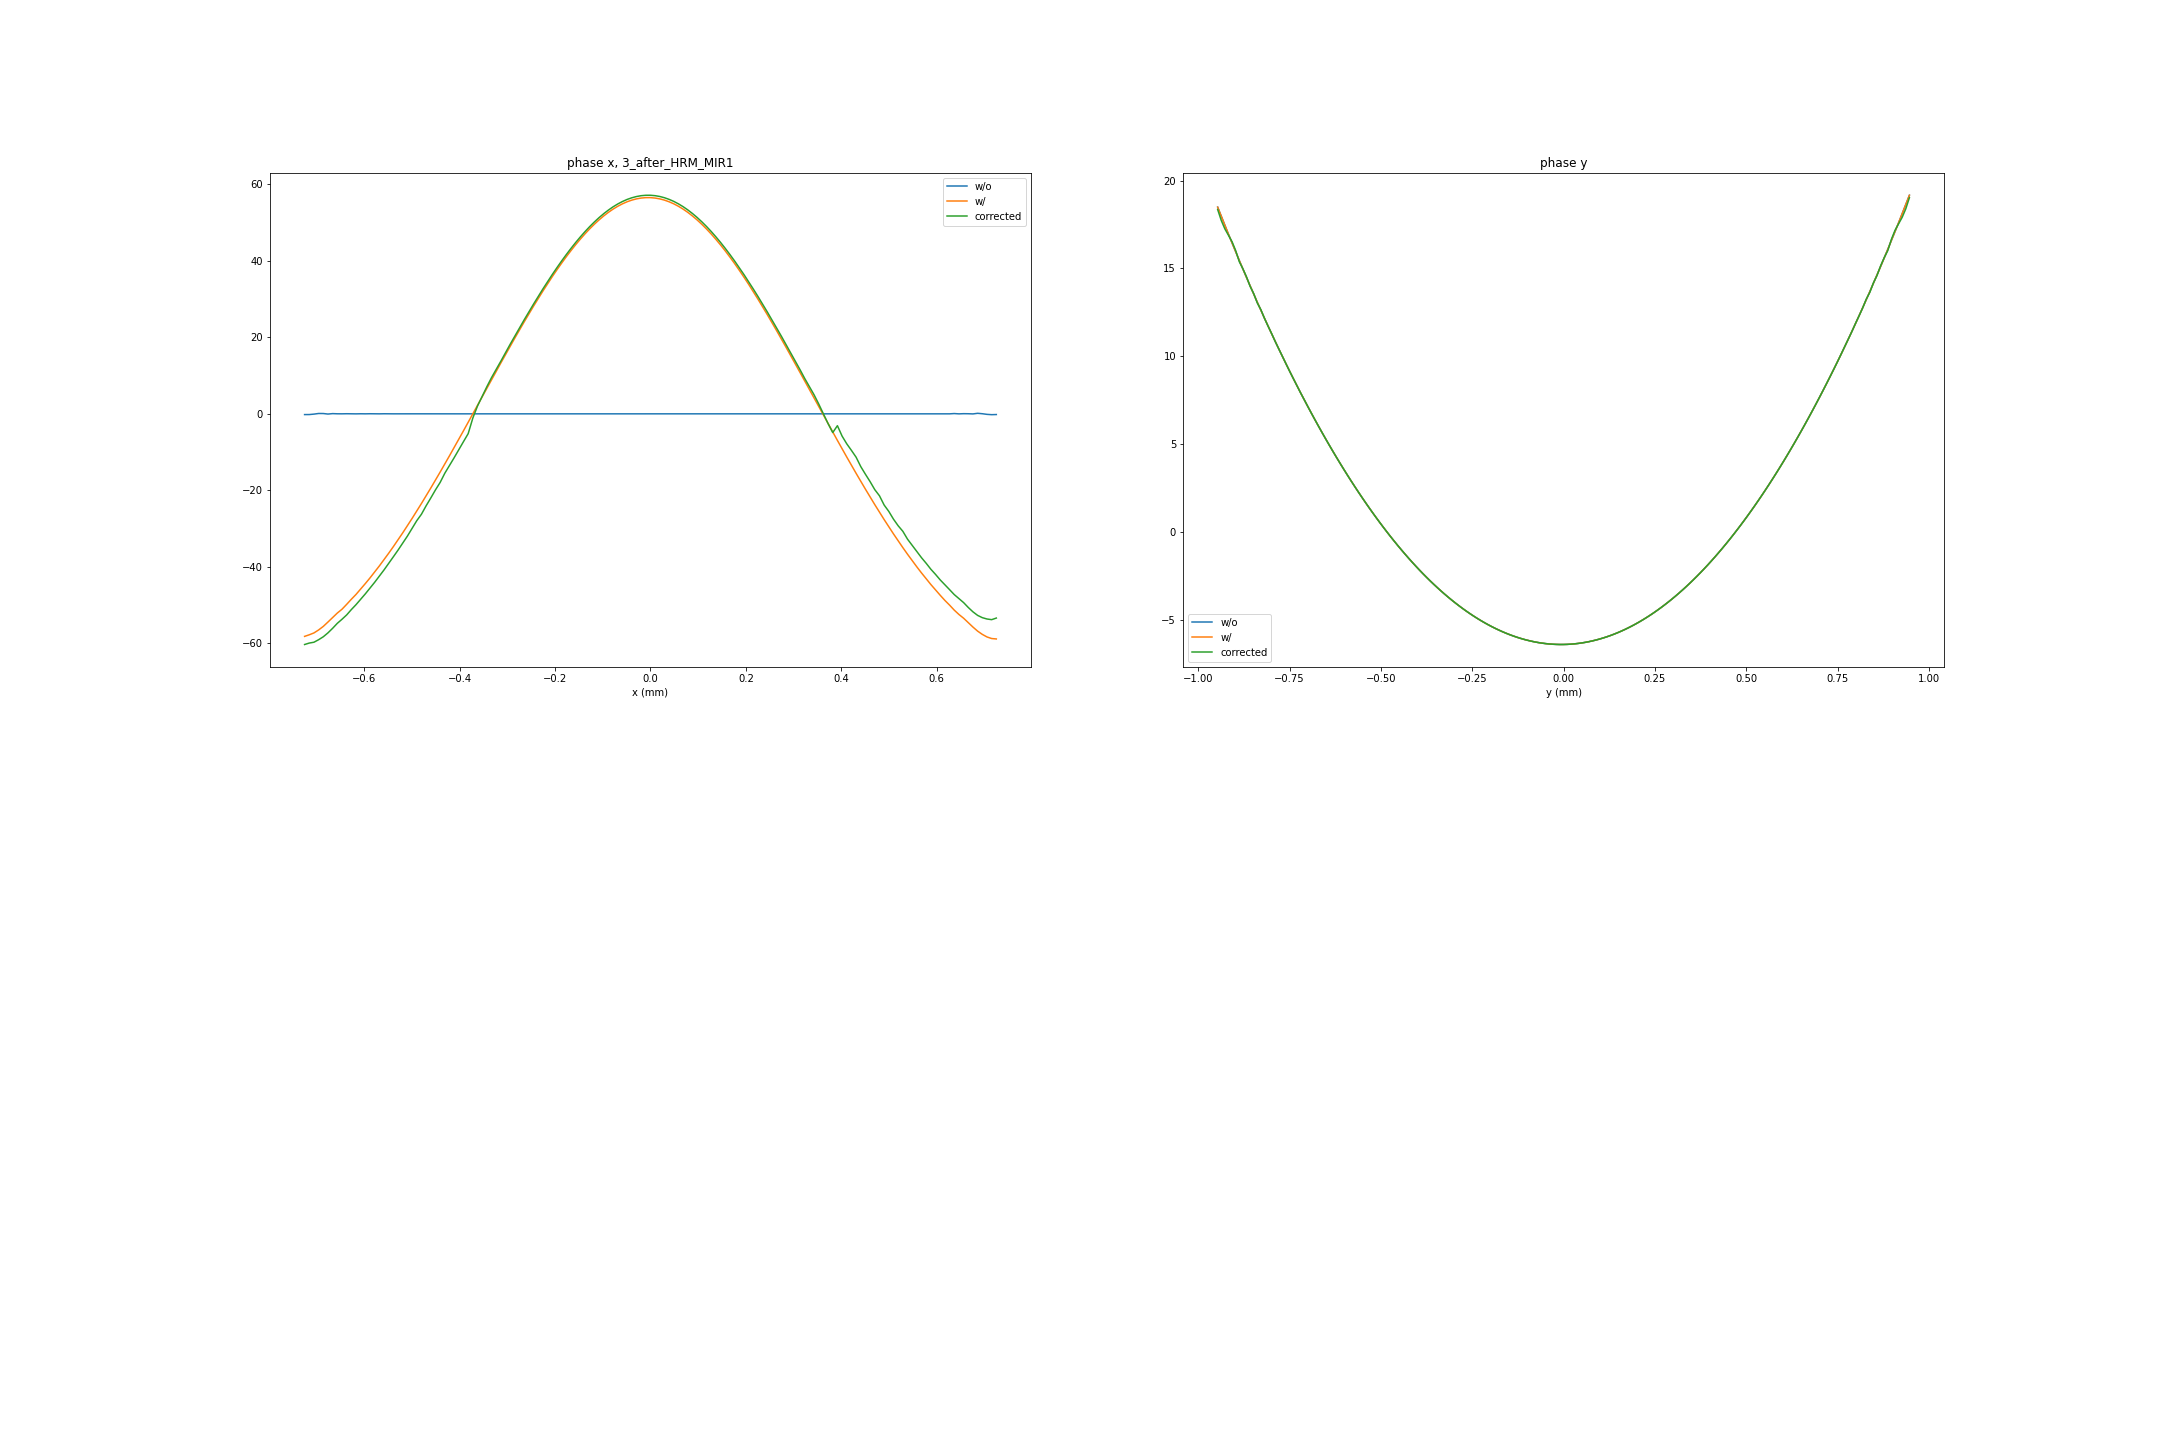 phase x, 3_after_HRM_MIR1
60
40
20
0
−20
−40
−60
−0.6
−0.4
−0.2
0.0
0.2
0.4
0.6
x (mm)
w/o
w/
corrected
phase y
20
15
10
5
0
−5
−1.00
−0.75
−0.50
−0.25
0.00
0.25
0.50
0.75
1.00
y (mm)
w/o
w/
corrected